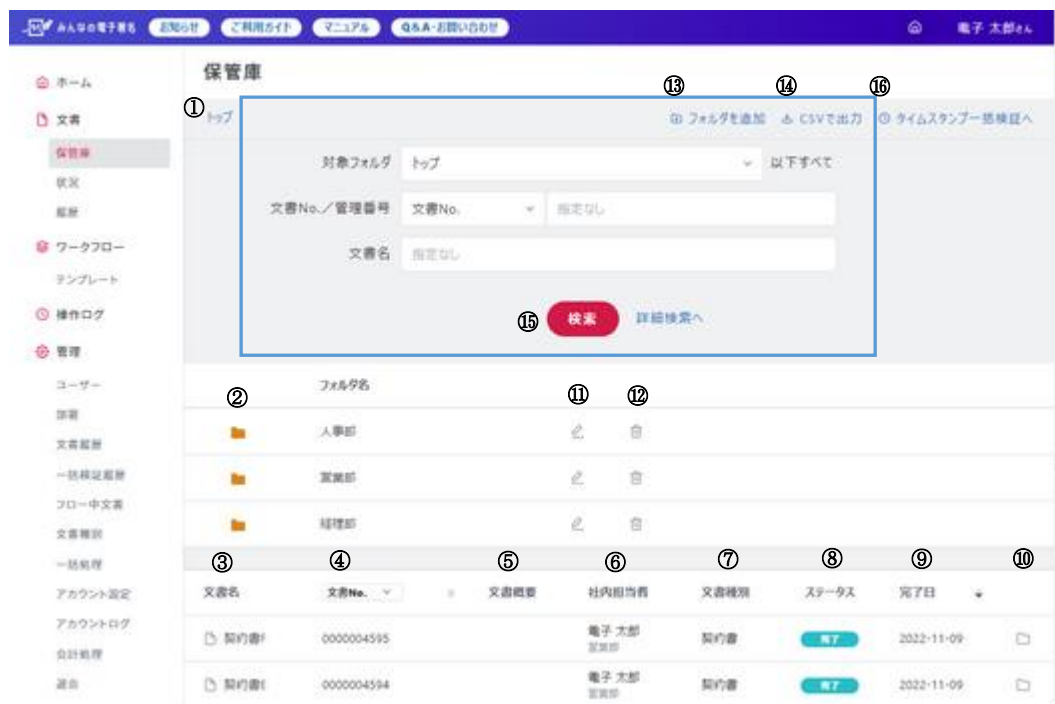 みんなの電子署名 お知らせ ご利用ガイド マニュアル Q&A・お問い合わせ 電子 太郎さん
ホーム
文書
保管庫
状況
履歴
ワークフロー
テンプレート
操作ログ
管理
ユーザー
部署
文書履歴
一括検証履歴
フロー中文書
文書種別
一括処理
アカウント設定
アカウントログ
会計処理
退会
保管庫
⑬ ⑭ ⑯
① トップ フォルダを追加 CSVで出力 タイムスタンプ一括検証へ
対象フォルダ トップ 以下すべて
文書No./管理番号 文書No. 指定なし
文書名 指定なし
⑮ 検索 詳細検索へ
② フォルダ名 ⑪ ⑫
人事部
営業部
経理部
③ ④ ⑤ ⑥ ⑦ ⑧ ⑨ ⑩
文書名 文書No. 文書概要 社内担当者 文書種別 ステータス 完了日
契約書F 0000004595 電子 太郎 契約書 完了 2022-11-09
営業部
契約書E 0000004594 電子 太郎 契約書 完了 2022-11-09
営業部